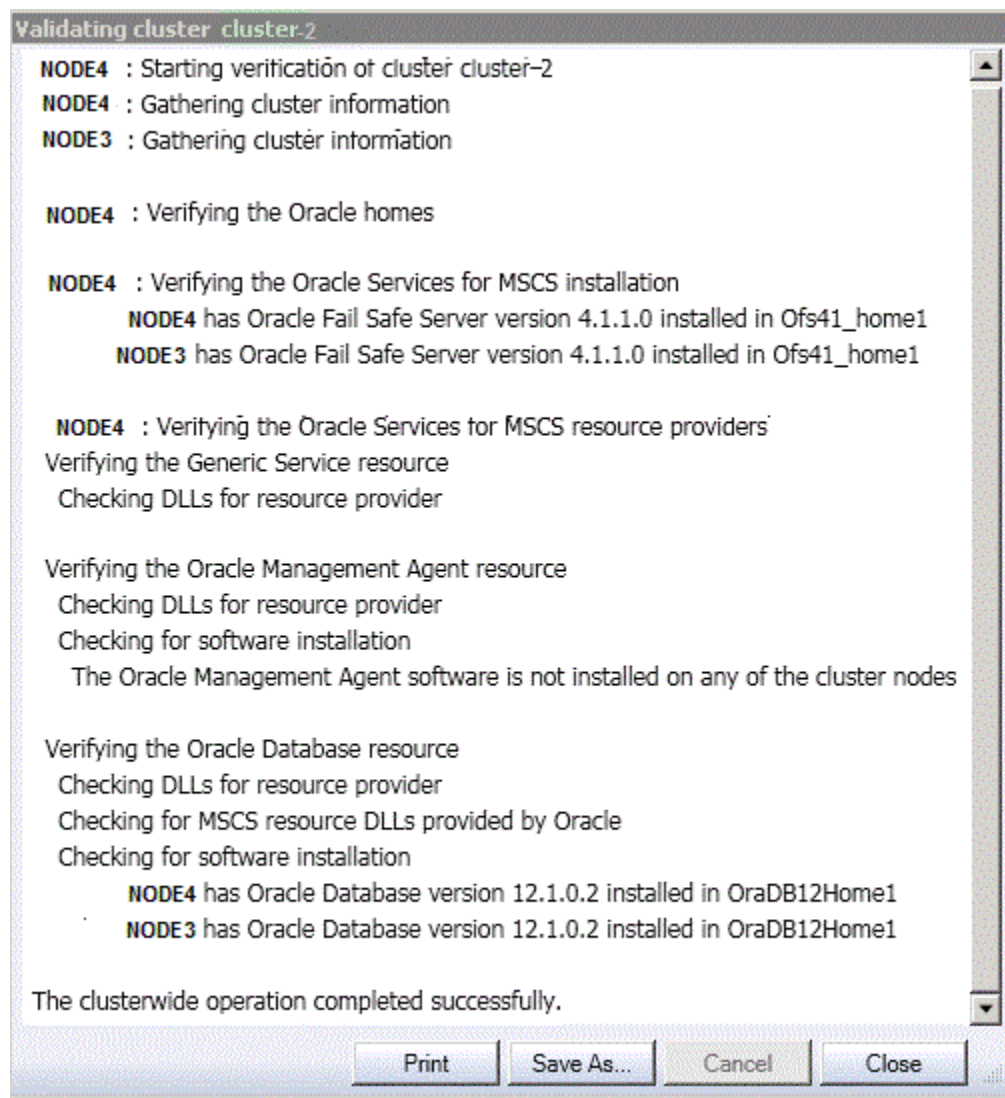 Validating cluster cluster-2
NODE4 : Starting verification of cluster cluster-2
NODE4 : Gathering cluster information
NODE3 : Gathering cluster information
NODE4 : Verifying the Oracle homes
NODE4 : Verifying the Oracle Services for MSCS installation
NODE4 has Oracle Fail Safe Server version 4.1.1.0 installed in Ofs41_home1
NODE3 has Oracle Fail Safe Server version 4.1.1.0 installed in Ofs41_home1
NODE4 : Verifying the Oracle Services for MSCS resource providers
Verifying the Generic Service resource
Checking DLLs for resource provider
Verifying the Oracle Management Agent resource
Checking DLLs for resource provider
Checking for software installation
The Oracle Management Agent software is not installed on any of the cluster nodes
Verifying the Oracle Database resource
Checking DLLs for resource provider
Checking for MSCS resource DLLs provided by Oracle
Checking for software installation
NODE4 has Oracle Database version 12.1.0.2 installed in OraDB12Home1
NODE3 has Oracle Database version 12.1.0.2 installed in OraDB12Home1
The clusterwide operation completed successfully.
Print Save As... Cancel Close